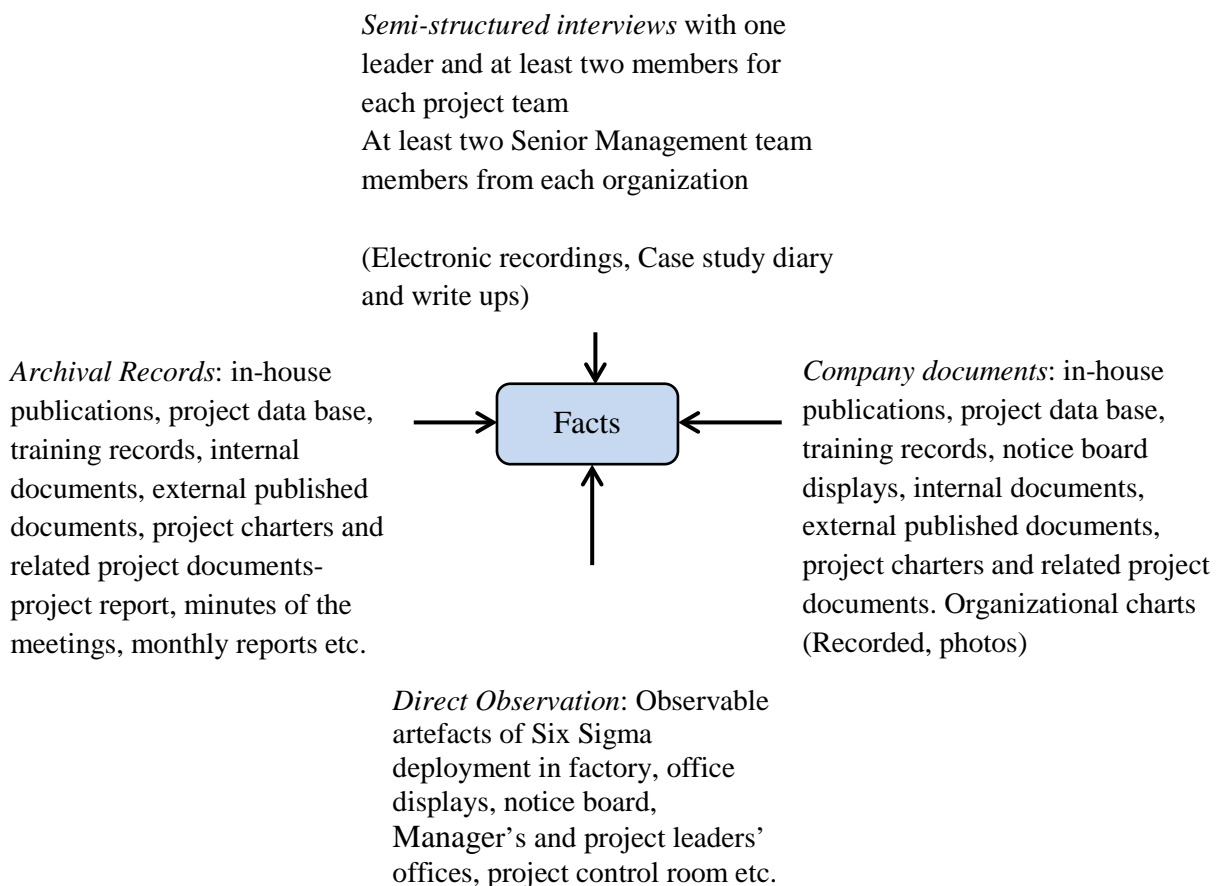 Semi-structured interviews with one
leader and at least two members for
each project team
At least two Senior Management team
members from each organization
(Electronic recordings, Case study diary
and write ups)
Archival Records: in-house
publications, project data base,
training records, internal
documents, external published
documents, project charters and
related project documents-
project report, minutes of the
meetings, monthly reports etc.
Facts
Company documents: in-house
publications, project data base,
training records, notice board
displays, internal documents,
external published documents,
project charters and related project
documents. Organizational charts
(Recorded, photos)
Direct Observation: Observable
artefacts of Six Sigma
deployment in factory, office
displays, notice board,
Manager’s and project leaders’
offices, project control room etc.